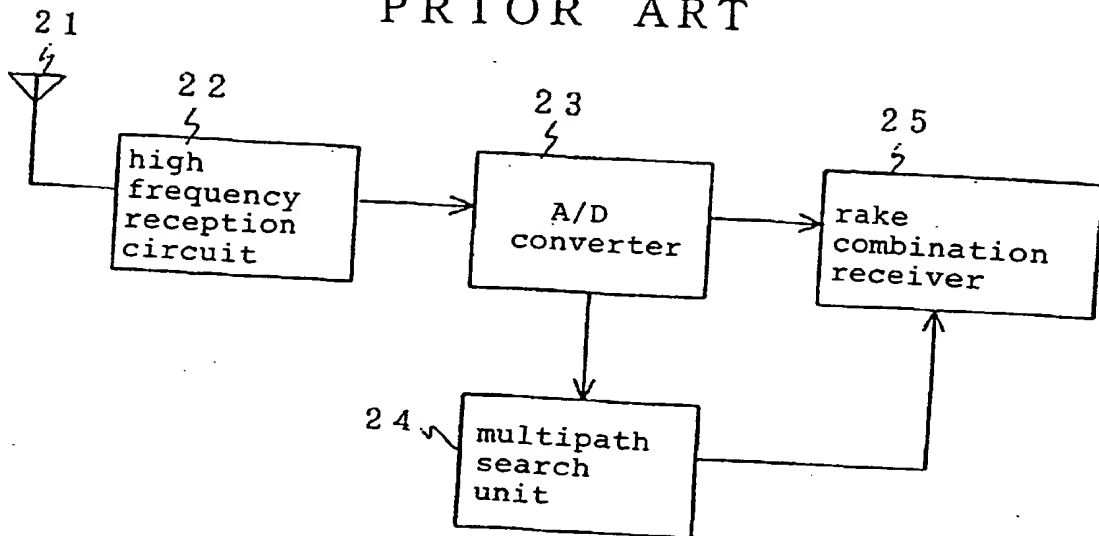 PRIOR ART
21
22
23
25
high
frequency
reception
circuit
A/D
converter
rake
combination
receiver
24
multipath
search
unit